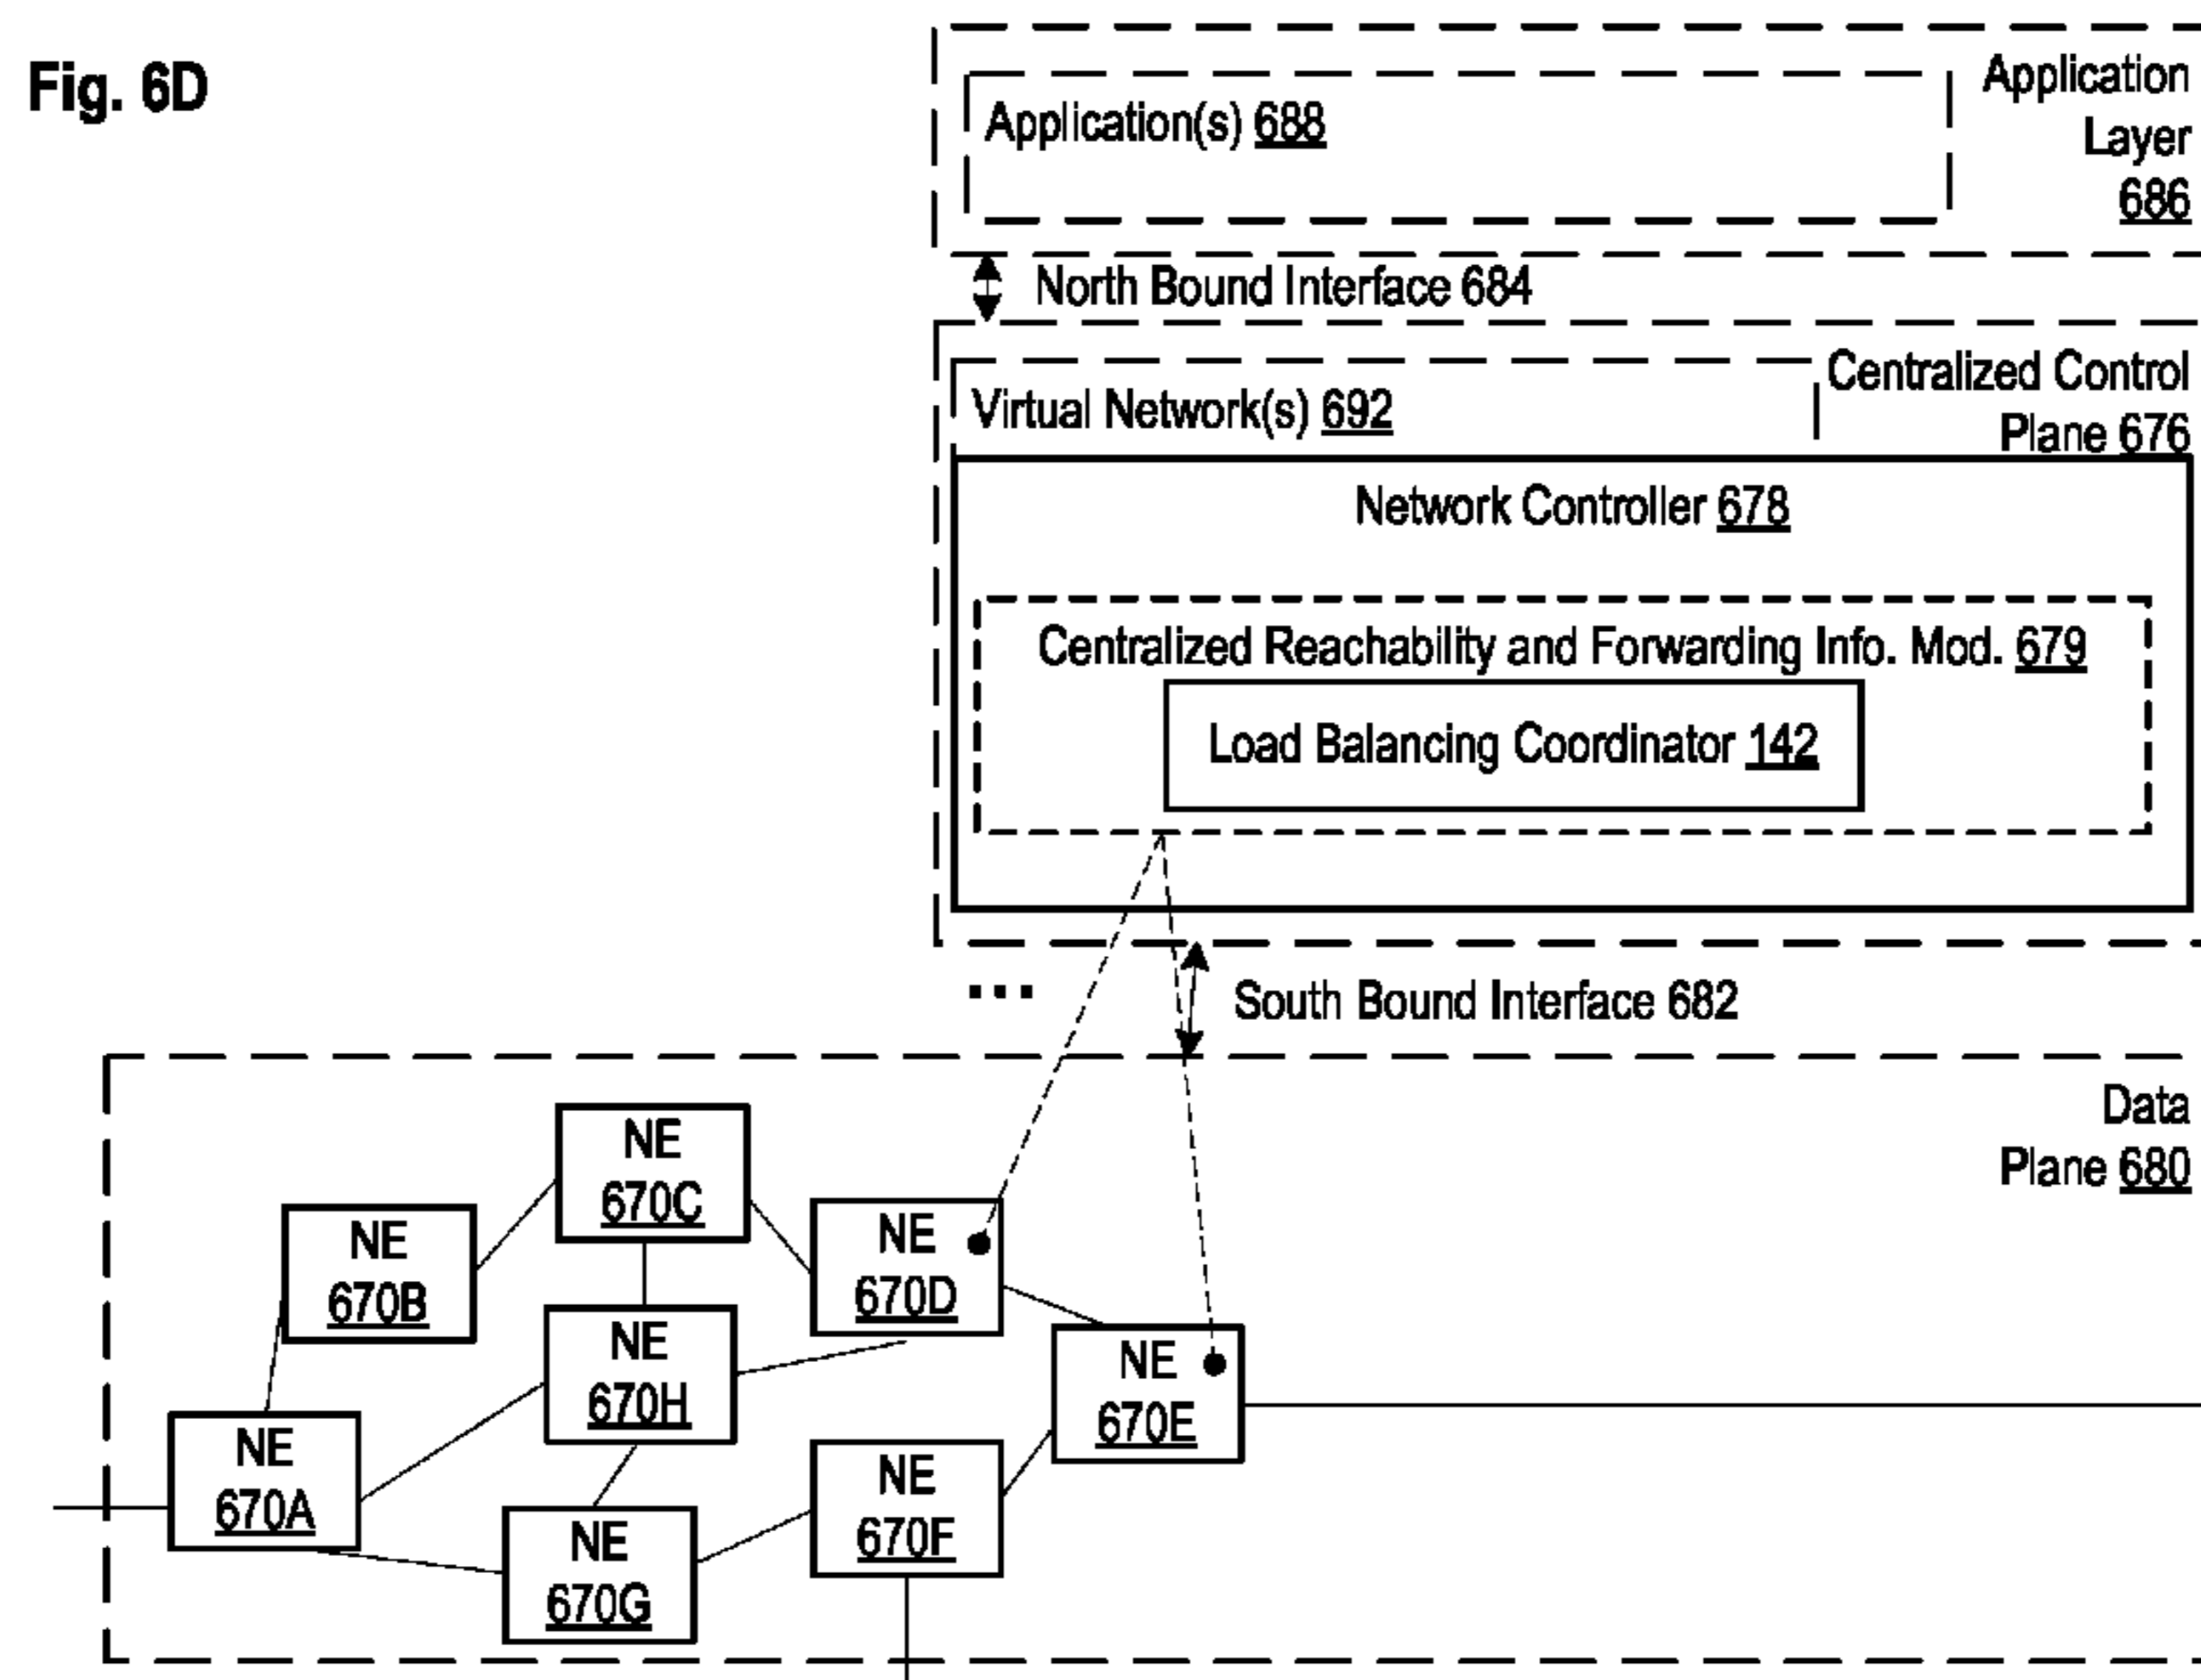 Fig. 6D
Application
Layer
686
Application(s) 688
North Bound Interface 684
Centralized Control
Plane 676
Virtual Network(s) 692
Network Controller 678
Centralized Reachability and Forwarding Info. Mod. 679
Load Balancing Coordinator 142
...
South Bound Interface 682
Data
Plane 680
NE
670C
NE
670B
NE
670D
NE
670H
NE
670E
NE
670A
NE
670F
NE
670G